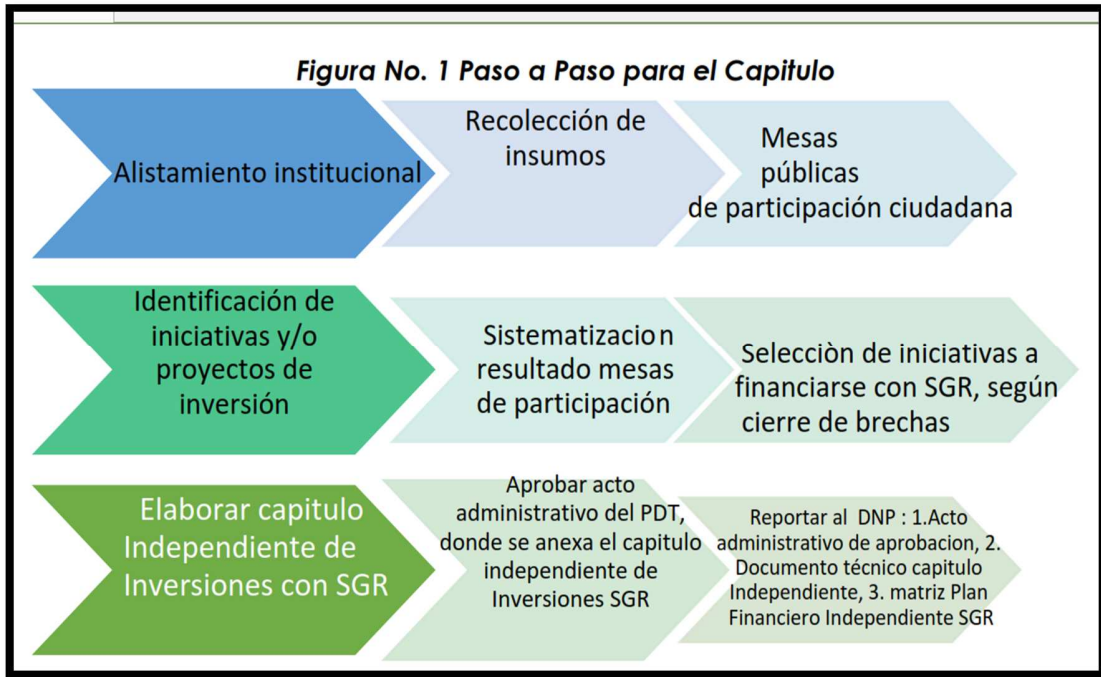 Figura No. 1 Paso a Paso para el Capitulo
Alistamiento institucional
Recolección de
insumos
Mesas
públicas
de participación ciudadana
Identificación de
iniciativas y/o
proyectos de
inversión
Sistematizacion
resultado mesas
de participación
Selecciòn de iniciativas a
financiarse con SGR, según
cierre de brechas
Elaborar capitulo
Independiente de
Inversiones con SGR
Aprobar acto
administrativo del PDT,
donde se anexa el capitulo
independiente de
Inversiones SGR
Reportar al DNP : 1.Acto
administrativo de aprobacion, 2.
Documento técnico capitulo
Independiente, 3. matriz Plan
Financiero Independiente SGR